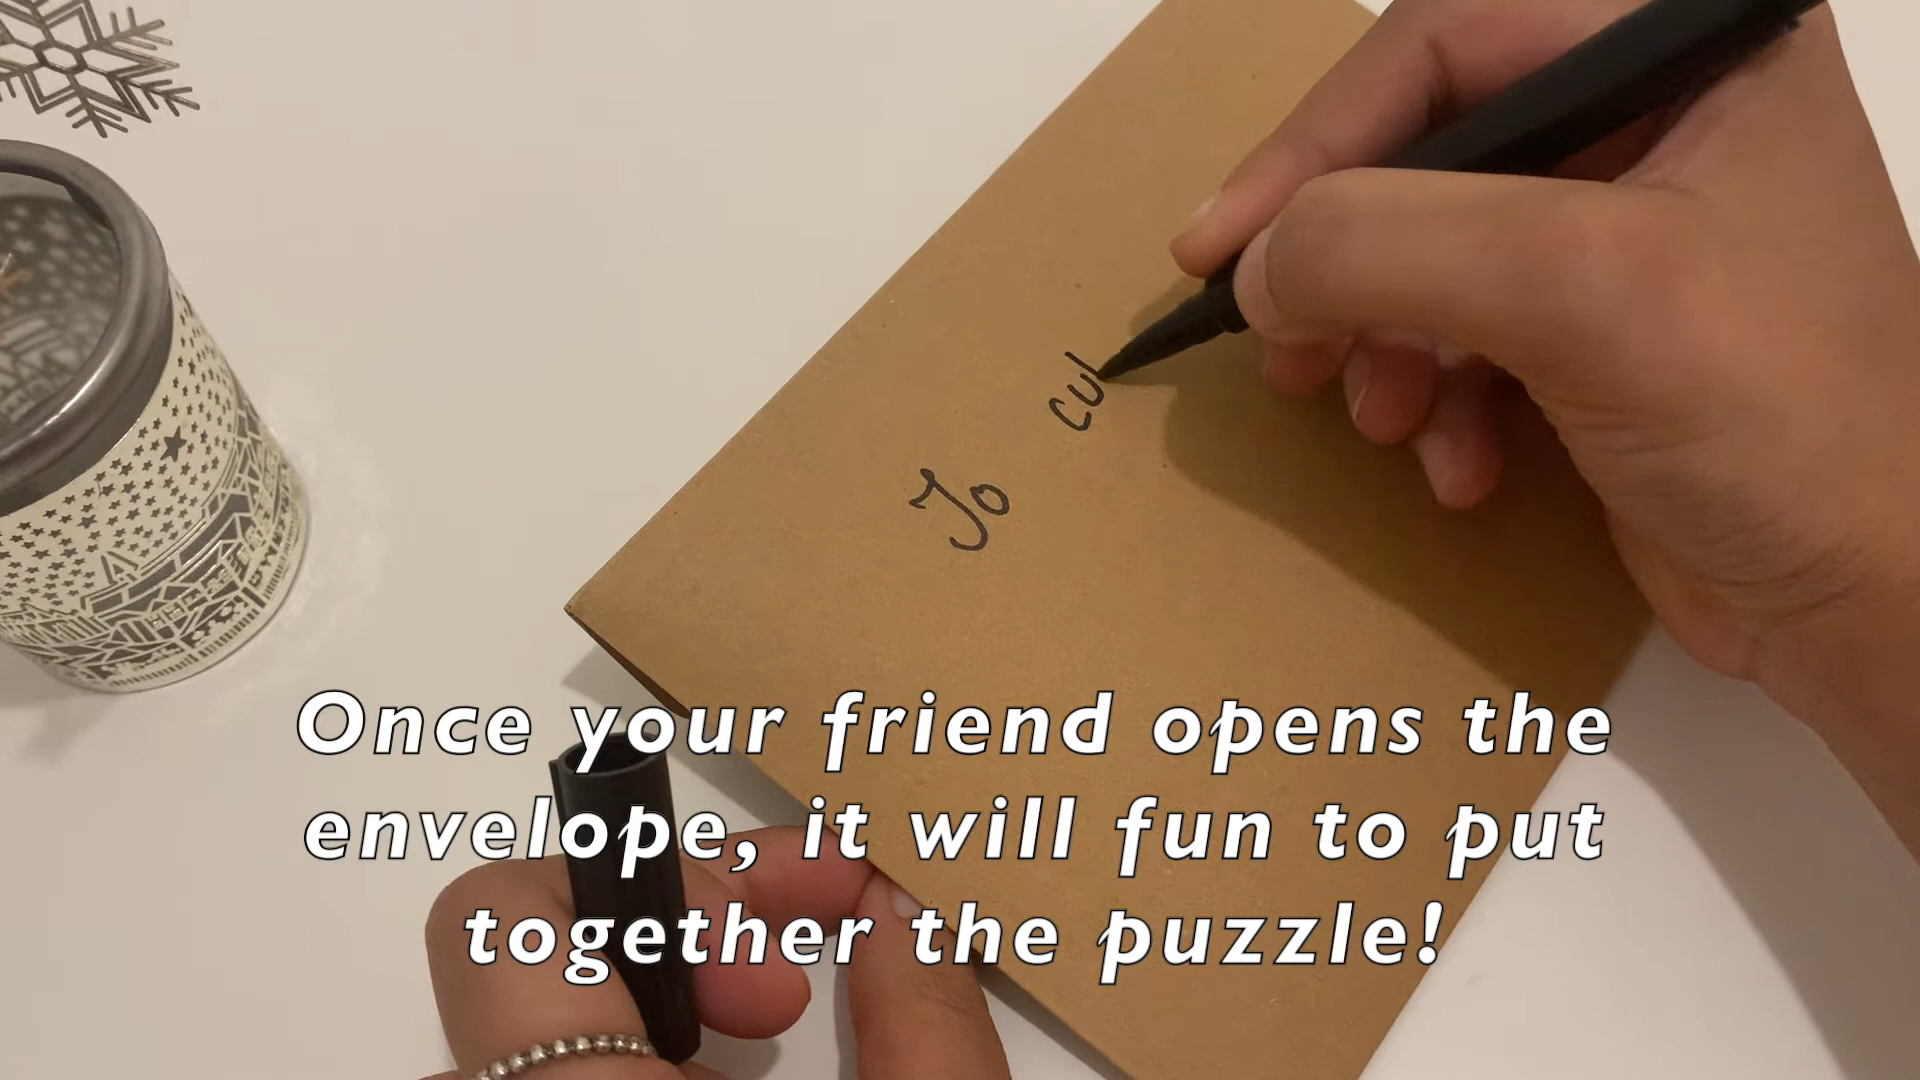 To
Once your friend opens the
envelope, it will fun to put
together the puzzle!